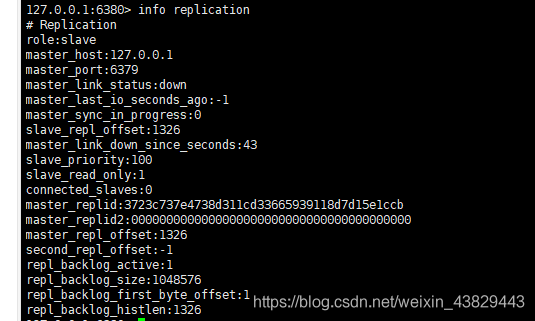 127.0.0.1:6380> info replication
# Replication
role:slave
master_host:127.0.0.1
master_port:6379
master_link_status:down
master_last_io_seconds_ago:-1
master_sync_in_progress:0
slave_repl_offset:1326
master_link_down_since_seconds:43
slave_priority:100
slave_read_only:1
connected_slaves:0
master_replid:3723c737e4738d311cd33665939118d7d15e1ccb
master_replid2:0000000000000000000000000000000000000000
master_repl_offset:1326
second_repl_offset:-1
repl_backlog_active:1
repl_backlog_size:1048576
repl_backlog_first_byte_offset:1
repl_backlog_histlen:1326
https://blog.csdn.net/weixin_43829443